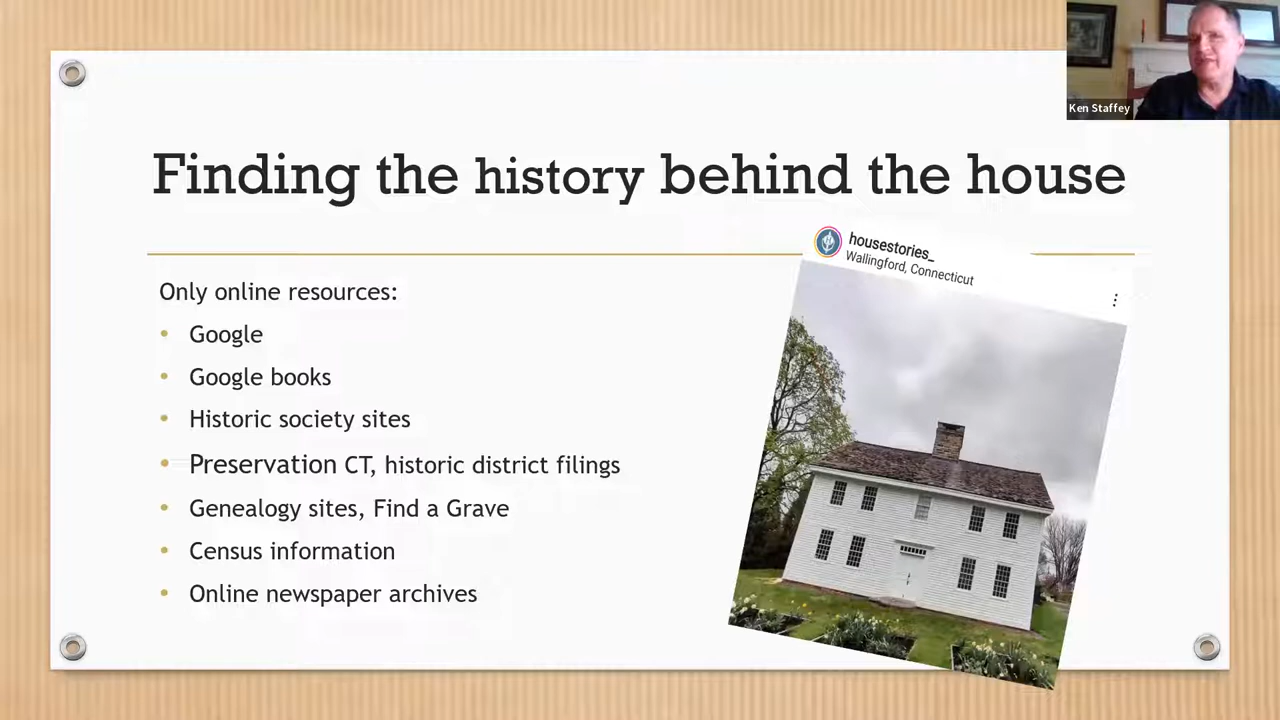 Ken Staffey
Finding the history behind the house
housestories_
Wallingford, Connecticut
Only online resources:
• Google
• Google books
• Historic society sites
• Preservation CT, historic district filings
• Genealogy sites, Find a Grave
• Census information
• Online newspaper archives